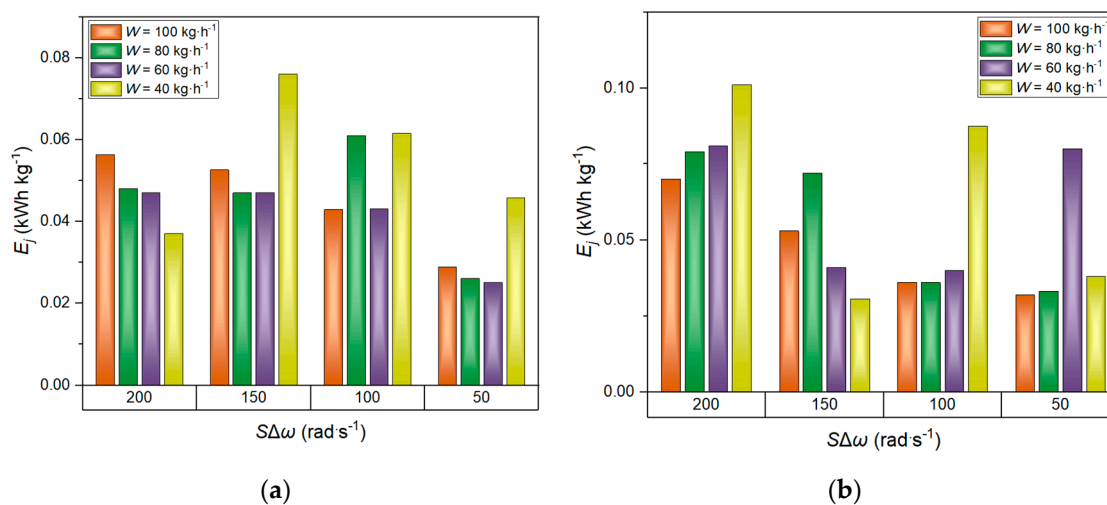 W = 100 kg·h⁻¹
W = 80 kg·h⁻¹
W = 60 kg·h⁻¹
W = 40 kg·h⁻¹
0.08
0.06
0.04
0.02
0.00
Eⱼ (kWh kg⁻¹)
200 150 100 50
SΔω (rad·s⁻¹)
(a)
W = 100 kg·h⁻¹
W = 80 kg·h⁻¹
W = 60 kg·h⁻¹
W = 40 kg·h⁻¹
0.10
0.05
0.00
Eⱼ (kWh kg⁻¹)
200 150 100 50
SΔω (rad·s⁻¹)
(b)